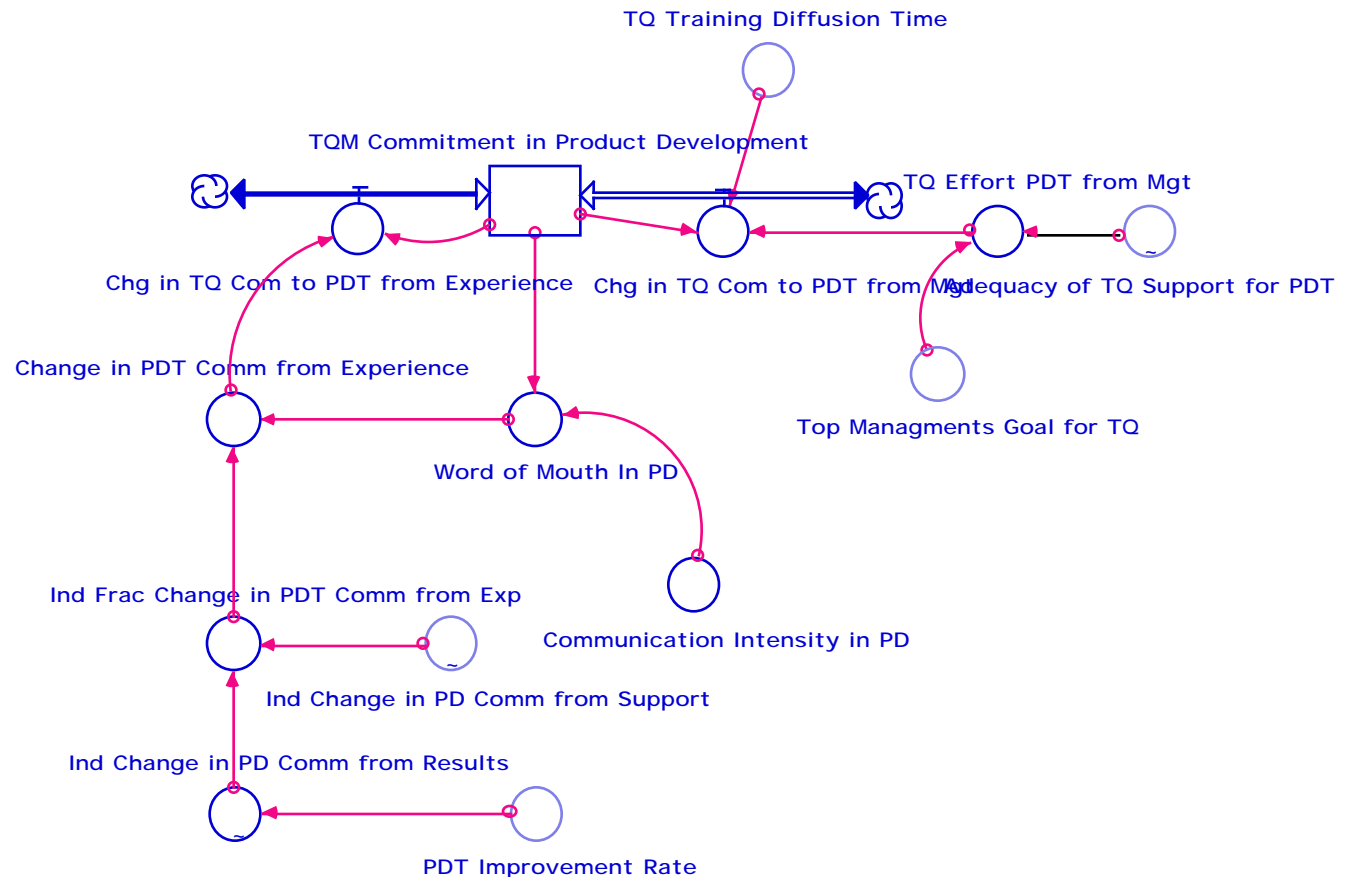 TQ Training Diffusion Time
TQM Commitment in Product Development
TQ Effort PDT from Mgt
~
Chg in TQ Com to PDT from Experience
Chg in TQ Com to PDT from Mgt
Adequacy of TQ Support for PDT
Change in PDT Comm from Experience
Top Managments Goal for TQ
Word of Mouth In PD
Ind Frac Change in PDT Comm from Exp
Communication Intensity in PD
~
Ind Change in PD Comm from Support
Ind Change in PD Comm from Results
~
PDT Improvement Rate